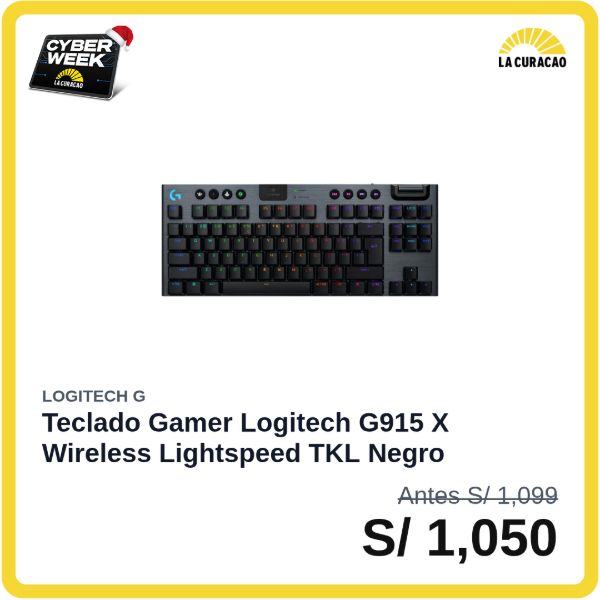 CYBER
WEEK
LA CURACAO
LA CURACAO
LOGITECH G
Teclado Gamer Logitech G915 X
Wireless Lightspeed TKL Negro
Antes S/ 1,099
S/ 1,050